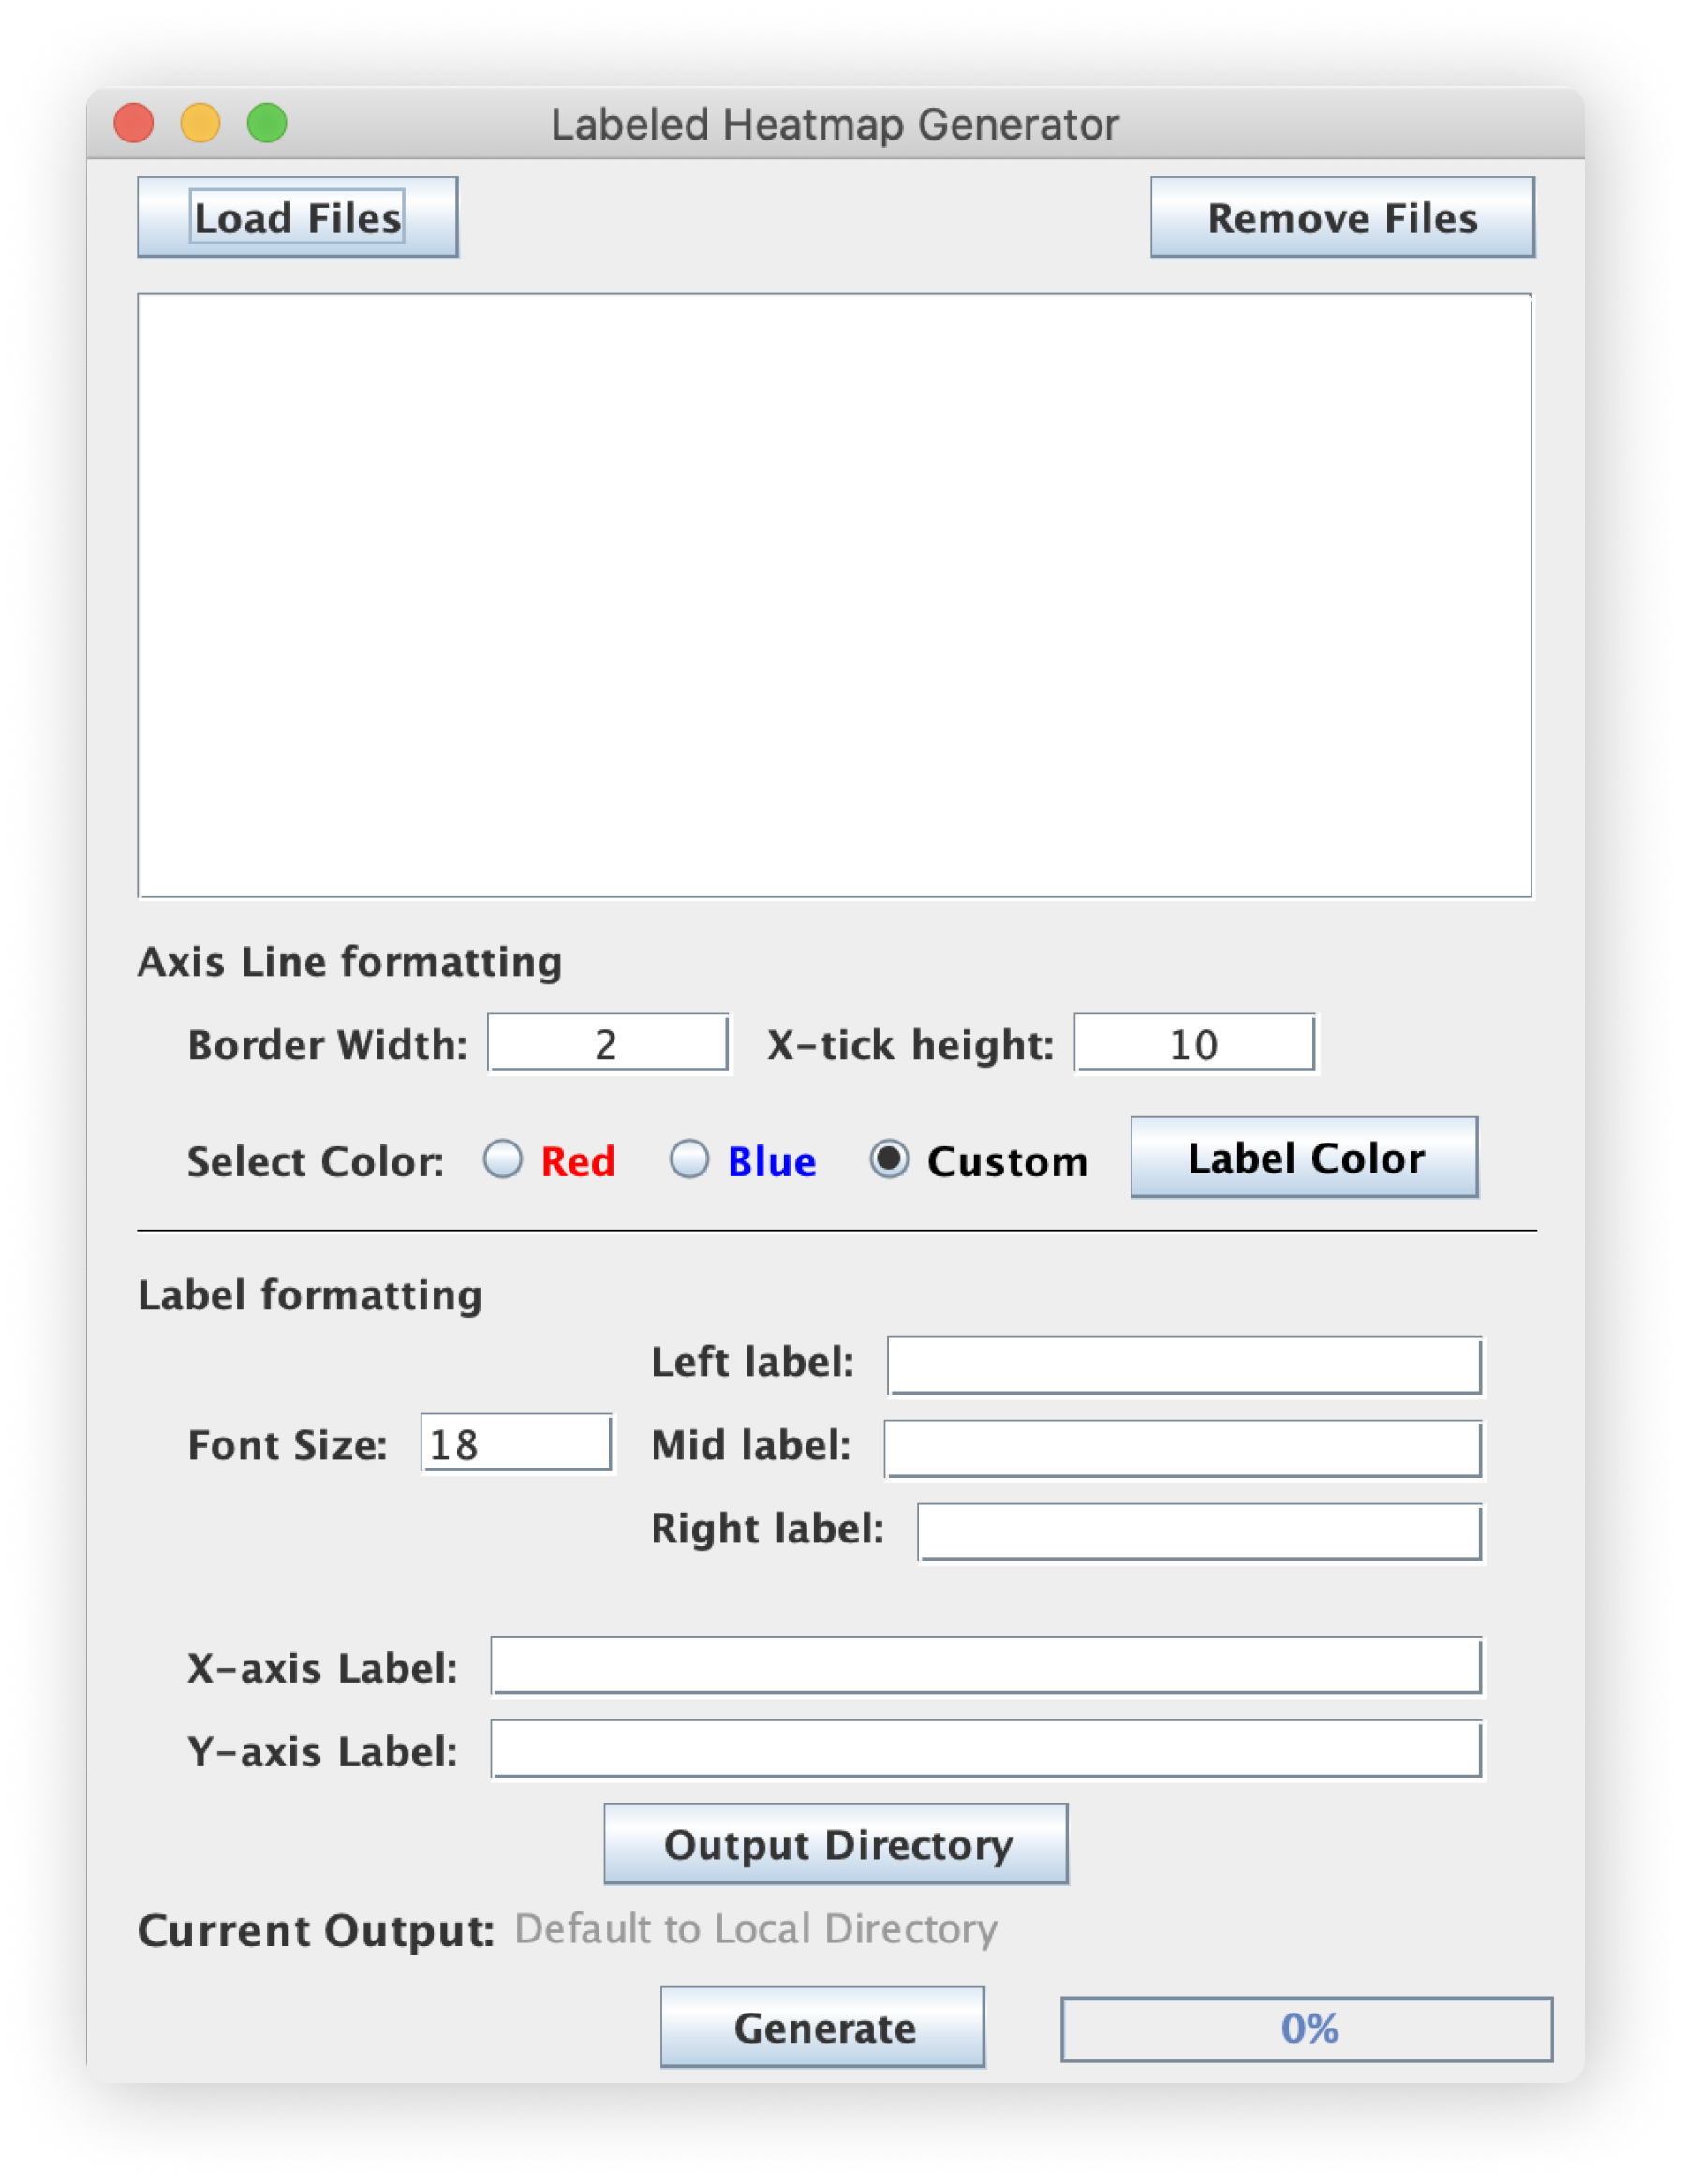 Labeled Heatmap Generator
Load Files Remove Files
Axis Line formatting
Border Width: 2 X-tick height: 10
Select Color: Red Blue Custom Label Color
Label formatting
Left label:
Font Size: 18 Mid label:
Right label:
X-axis Label:
Y-axis Label:
Output Directory
Current Output: Default to Local Directory
Generate 0%